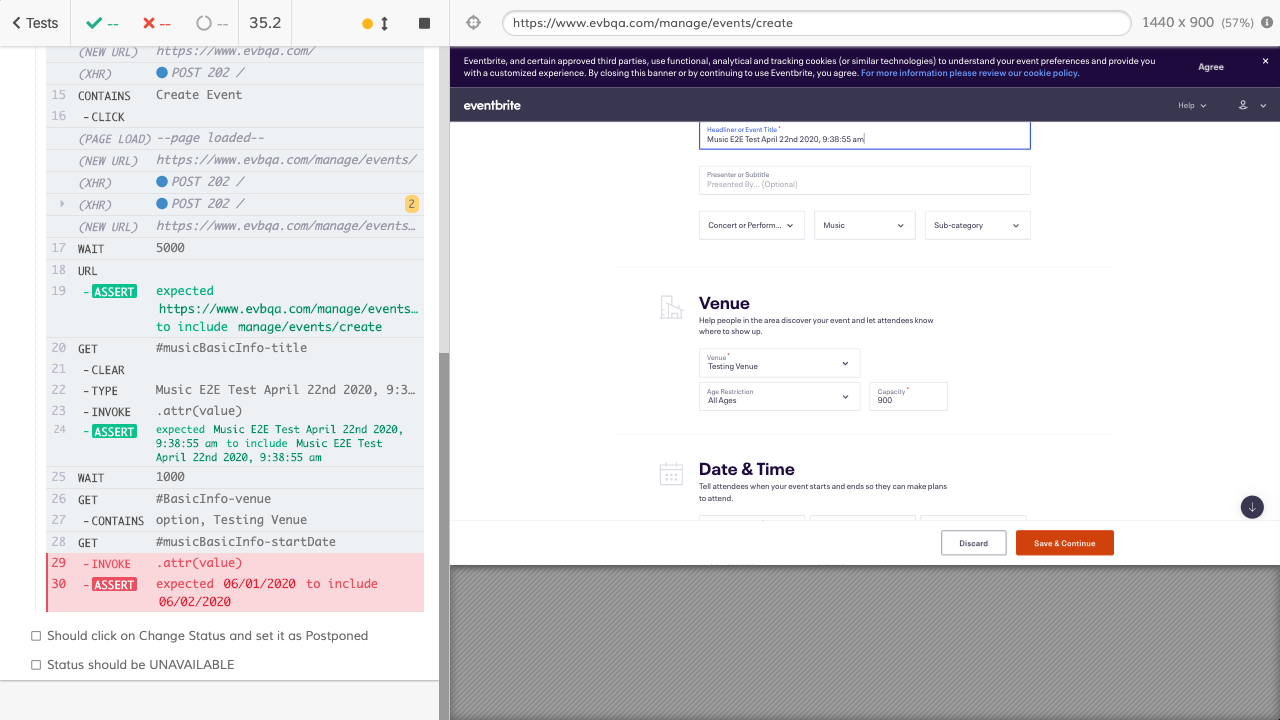 Tests
--
--
--
35.2
https://www.evbqa.com/manage/events/create
1440 x 900 (57%)
(NEW URL) https://www.evbqa.com/
(XHR) POST 202 /
15 CONTAINS Create Event
16 -CLICK
(PAGE LOAD) --page loaded--
(NEW URL) https://www.evbqa.com/manage/events/
(XHR) POST 202 /
(XHR) POST 202 / 2
(NEW URL) https://www.evbqa.com/manage/events…
17 WAIT 5000
18 URL
19 -ASSERT expected
https://www.evbqa.com/manage/events…
to include manage/events/create
20 GET #musicBasicInfo-title
21 -CLEAR
22 -TYPE Music E2E Test April 22nd 2020, 9:3…
23 -INVOKE .attr(value)
24 -ASSERT expected Music E2E Test April 22nd 2020,
9:38:55 am to include Music E2E Test
April 22nd 2020, 9:38:55 am
25 WAIT 1000
26 GET #BasicInfo-venue
27 -CONTAINS option, Testing Venue
28 GET #musicBasicInfo-startDate
29 -INVOKE .attr(value)
30 -ASSERT expected 06/01/2020 to include
06/02/2020
Should click on Change Status and set it as Postponed
Status should be UNAVAILABLE
Eventbrite, and certain approved third parties, use functional, analytical and tracking cookies (or similar technologies) to understand your event preferences and provide you
with a customized experience. By closing this banner or by continuing to use Eventbrite, you agree. For more information please review our cookie policy.
Agree
eventbrite
Help
Headliner or Event Title *
Music E2E Test April 22nd 2020, 9:38:55 am
Presenter or Subtitle
Presented By... (Optional)
Concert or Perform... Music Sub-category
Venue
Help people in the area discover your event and let attendees know
where to show up.
Venue *
Testing Venue
Age Restriction Capacity *
All Ages 900
Date & Time
Tell attendees when your event starts and ends so they can make plans
to attend.
Discard Save & Continue